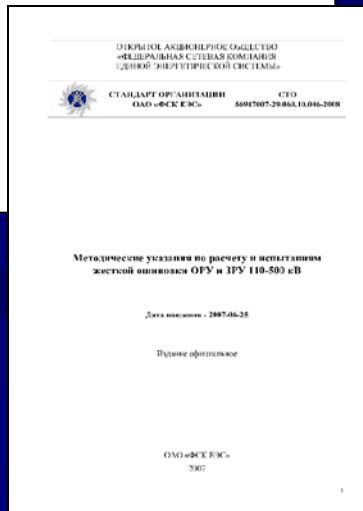 ОТКРЫТОЕ АКЦИОНЕРНОЕ ОБЩЕСТВО
«ФЕДЕРАЛЬНАЯ СЕТЕВАЯ КОМПАНИЯ
ЕДИНОЙ ЭНЕРГЕТИЧЕСКОЙ СИСТЕМЫ»
СТАНДАРТ ОРГАНИЗАЦИИ
ОАО «ФСК ЕЭС»
СТО
56947007-29.060.10.006-2008
Методические указания по расчету и испытаниям
жесткой ошиновки ОРУ и ЗРУ 110-500 кВ
Дата введения - 2007-06-25
Издание официальное
ОАО «ФСК ЕЭС»
2007
1